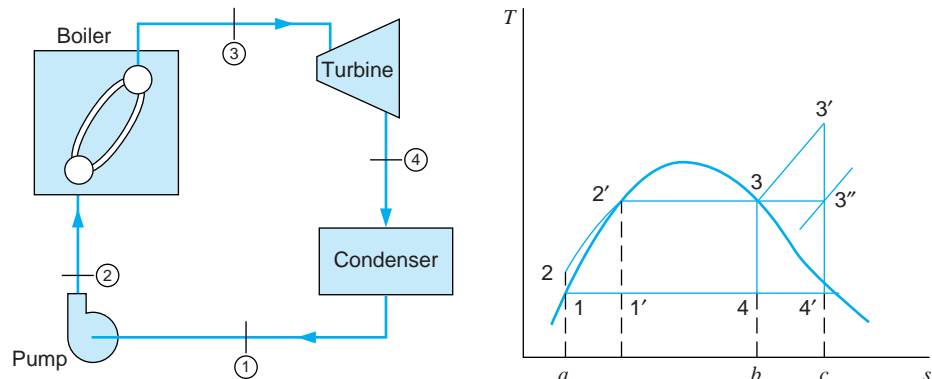 Boiler
3
Turbine
4
Condenser
2
Pump
1
T
3′
2′
3
3″
2
1
1′
4
4′
a
b
c
s